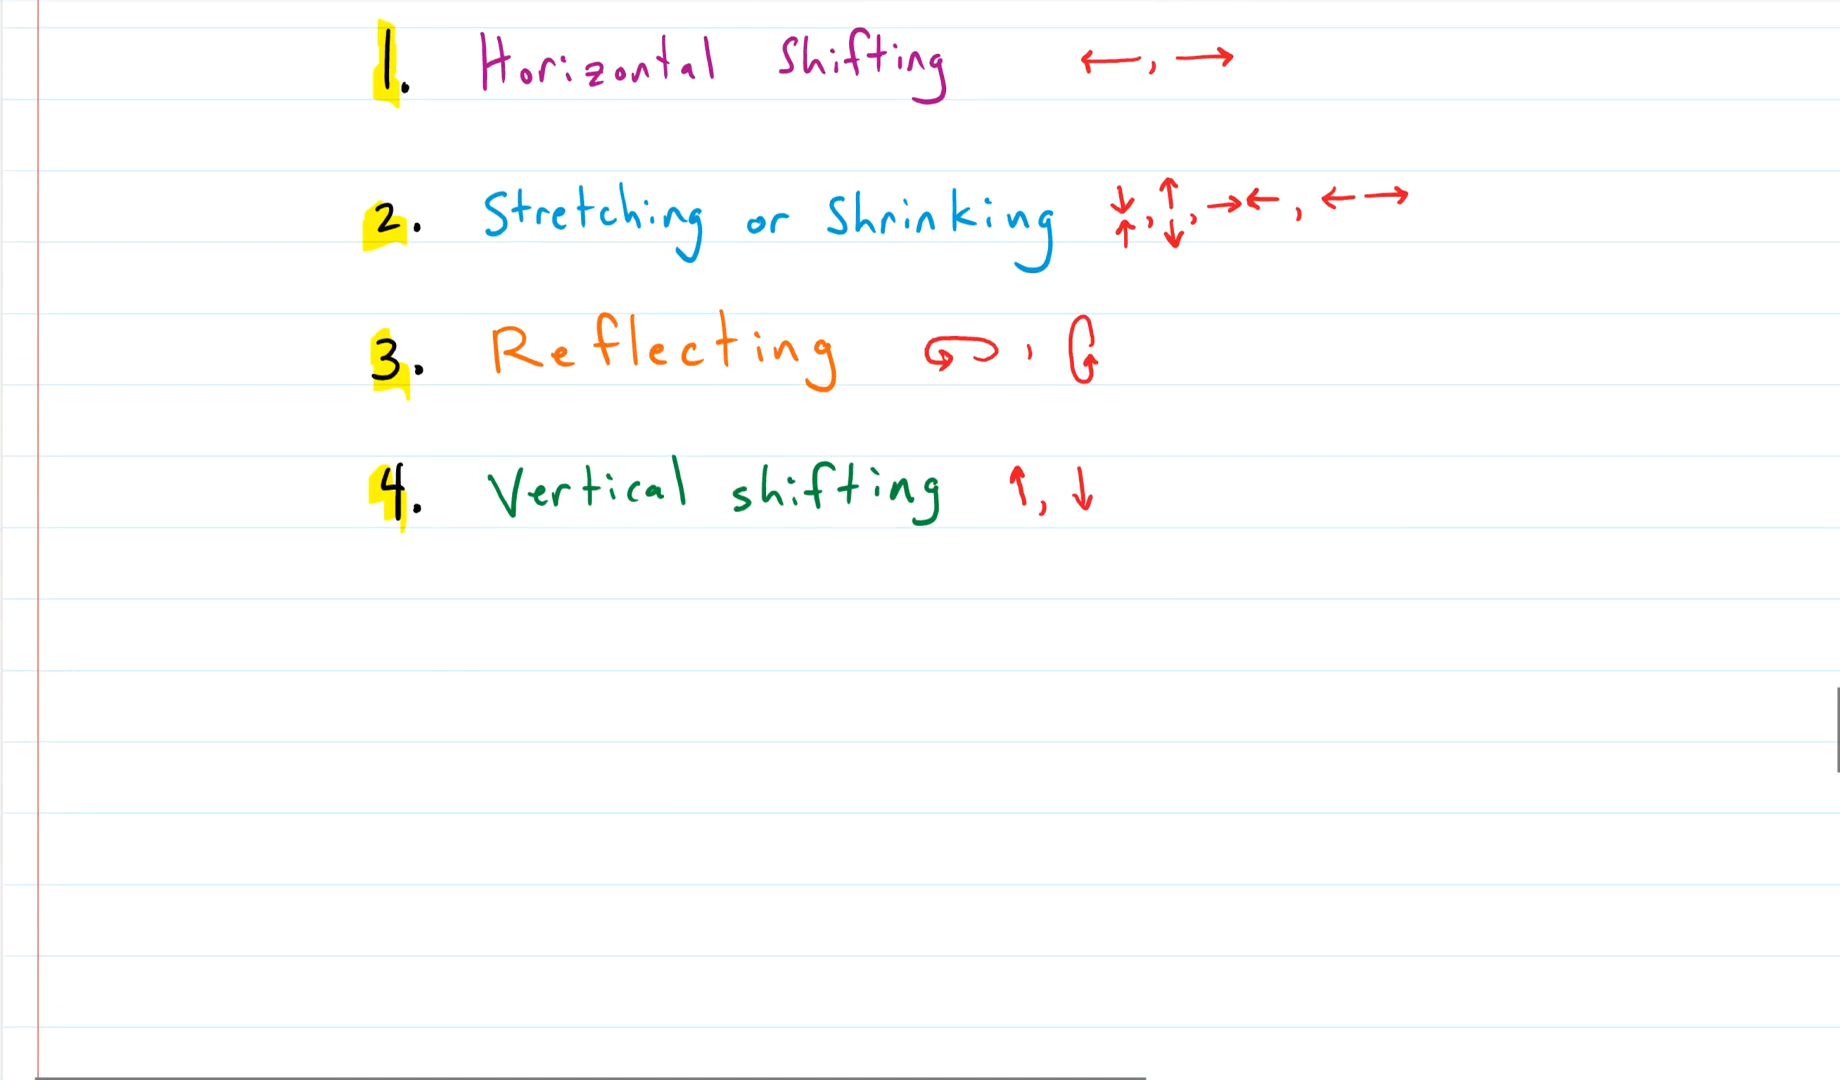 1. Horizontal Shifting ←, →
2. Stretching or Shrinking ↓↑, ↑↓, →←, ←→
3. Reflecting ,
4. Vertical shifting ↑, ↓